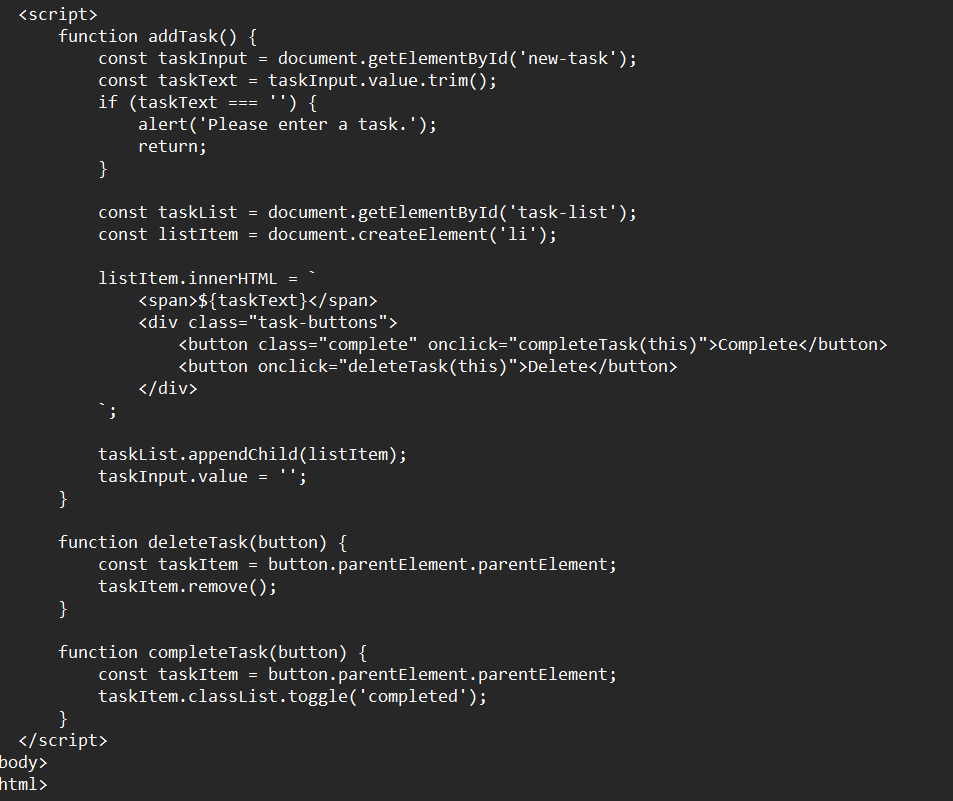 <script>
function addTask() {
const taskInput = document.getElementById('new-task');
const taskText = taskInput.value.trim();
if (taskText === '') {
alert('Please enter a task.');
return;
}
const taskList = document.getElementById('task-list');
const listItem = document.createElement('li');
listItem.innerHTML = `
<span>${taskText}</span>
<div class="task-buttons">
<button class="complete" onclick="completeTask(this)">Complete</button>
<button onclick="deleteTask(this)">Delete</button>
</div>
`;
taskList.appendChild(listItem);
taskInput.value = '';
}
function deleteTask(button) {
const taskItem = button.parentElement.parentElement;
taskItem.remove();
}
function completeTask(button) {
const taskItem = button.parentElement.parentElement;
taskItem.classList.toggle('completed');
}
</script>
body>
html>